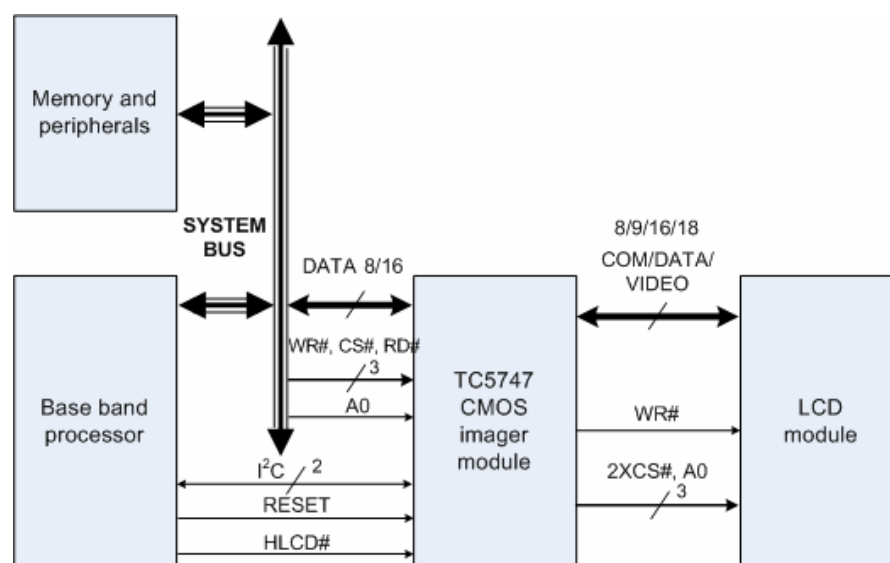 Memory and
peripherals
SYSTEM
BUS
DATA 8/16
8/9/16/18
COM/DATA/
VIDEO
WR#, CS#, RD#
3
A0
Base band
processor
TC5747
CMOS
imager
module
LCD
module
WR#
I²C
2
2XCS#, A0
3
RESET
HLCD#